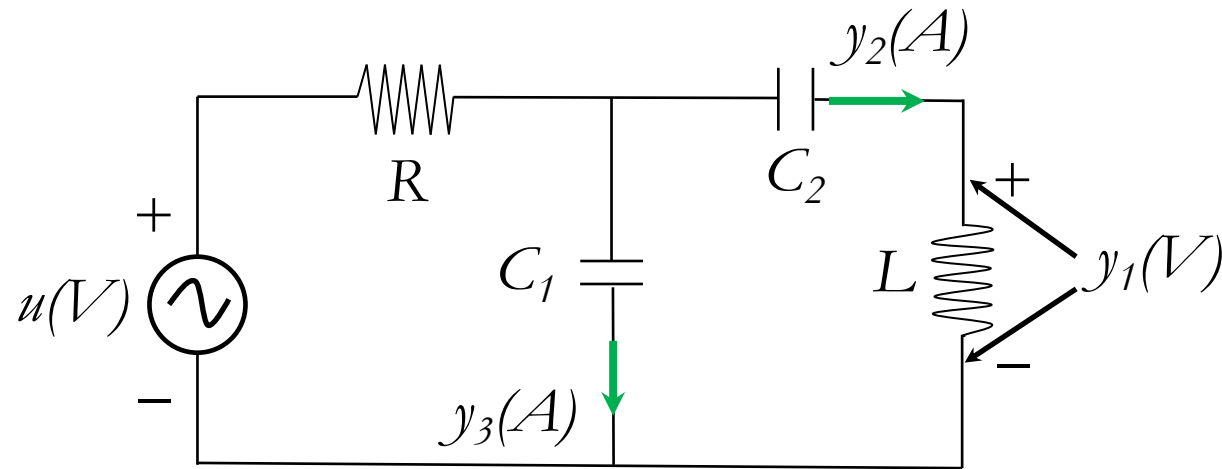 y2(A)
R
C2
+
+
C1
L
y1(V)
u(V)
−
−
y3(A)